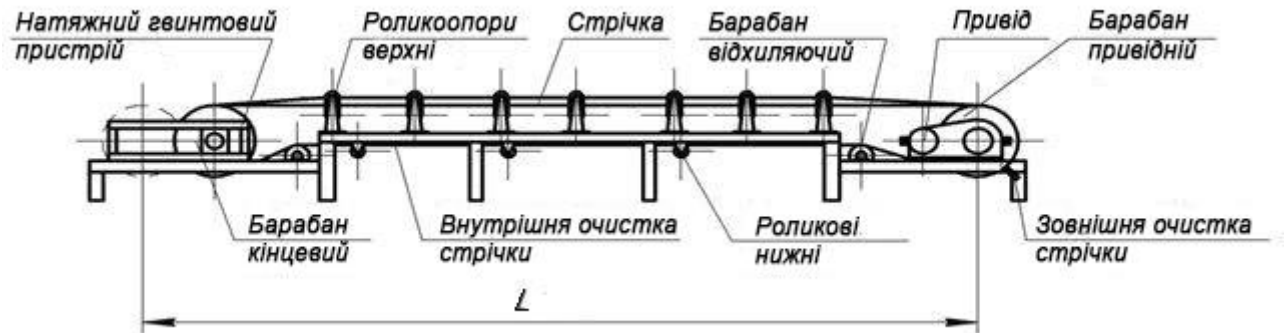 Натяжний гвинтовий
пристрій
Роликоопори
верхні
Стрічка
Барабан
відхиляючий
Привід
Барабан
привідній
Барабан
кінцевий
Внутрішня очистка
стрічки
Роликові
нижні
Зовнішня очистка
стрічки
L